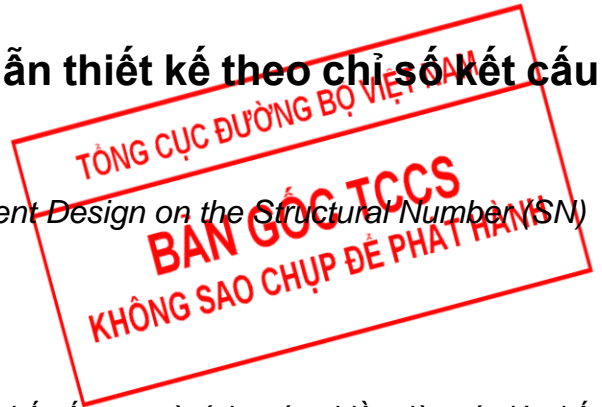 ẫn thiết kế theo chỉ số kết cấu
TỔNG CỤC ĐƯỜNG BỘ VIỆT NAM
ent Design on the Structural Number (SN)
BẢN GỐC TCCS
KHÔNG SAO CHỤP ĐỂ PHÁT HÀNH